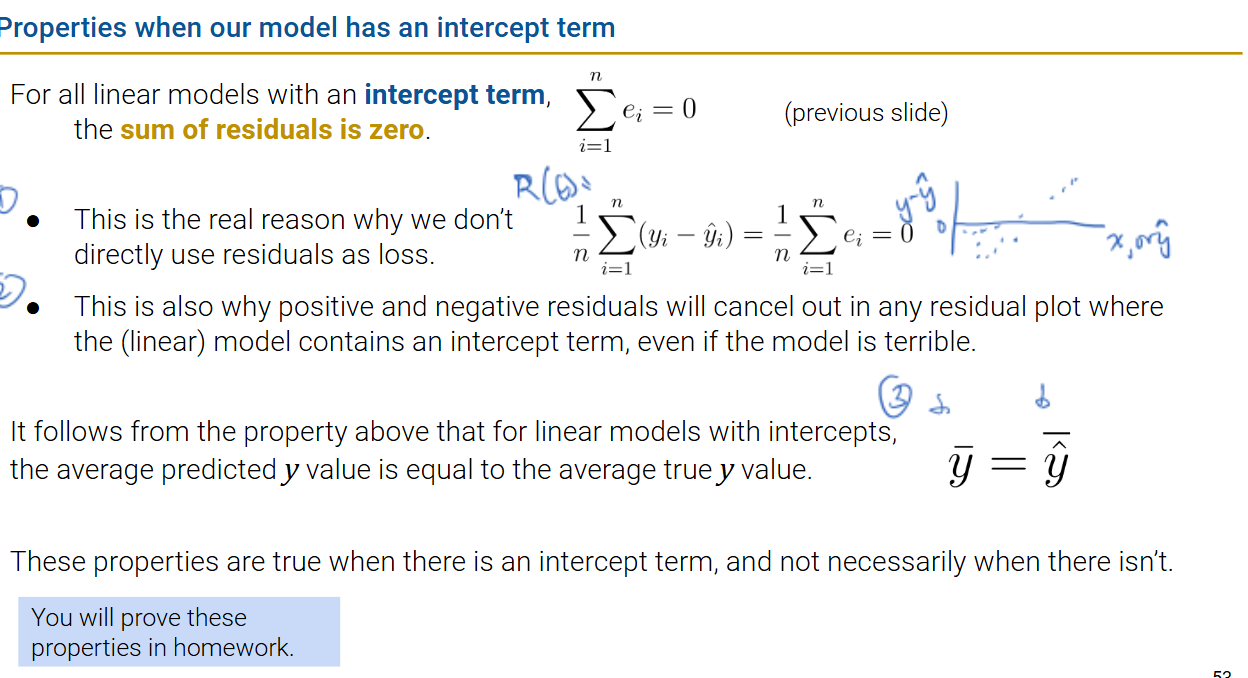 Properties when our model has an intercept term
For all linear models with an intercept term, $\sum_{i=1}^{n} e_i = 0$ (previous slide)
the sum of residuals is zero.
① R(θ)=
● This is the real reason why we don't $\frac{1}{n}\sum_{i=1}^{n}(y_i - \hat{y}_i) = \frac{1}{n}\sum_{i=1}^{n} e_i = 0$ y-ŷ 0 x, or ŷ
directly use residuals as loss.
②
● This is also why positive and negative residuals will cancel out in any residual plot where
the (linear) model contains an intercept term, even if the model is terrible.
③
It follows from the property above that for linear models with intercepts,
the average predicted y value is equal to the average true y value. $\bar{y} = \bar{\hat{y}}$
These properties are true when there is an intercept term, and not necessarily when there isn't.
You will prove these
properties in homework.